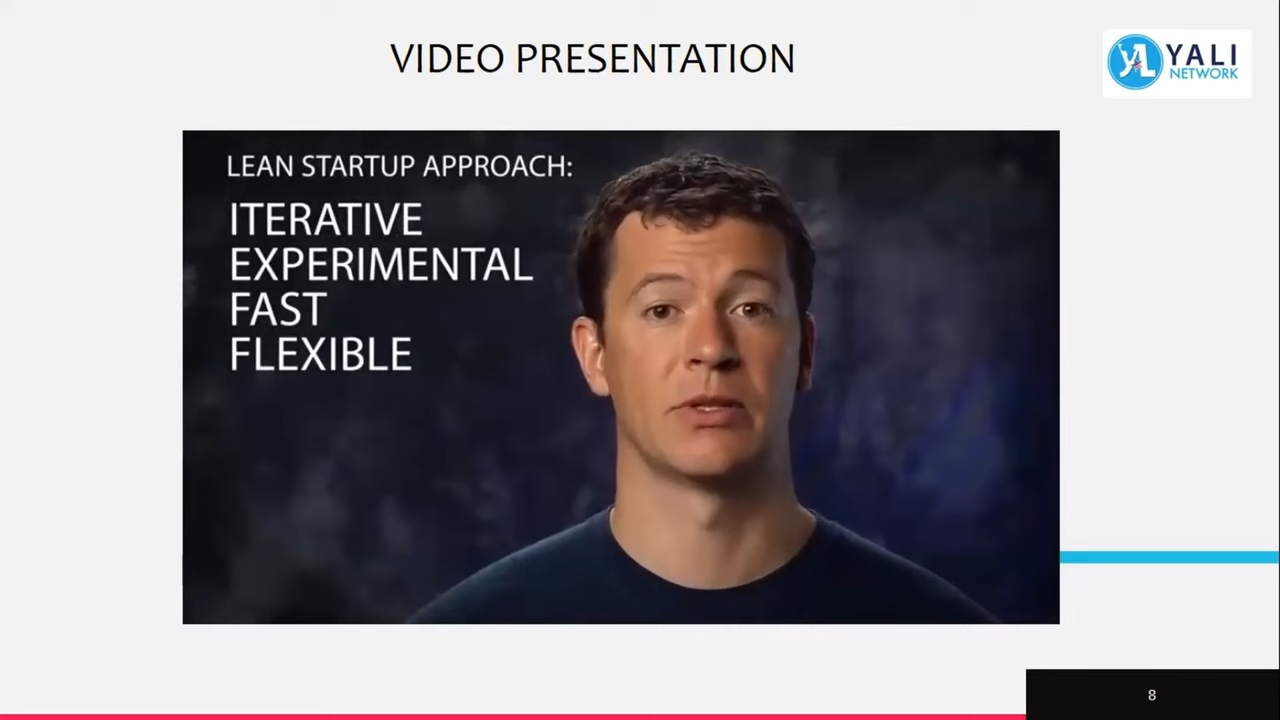 VIDEO PRESENTATION
YALI
NETWORK
LEAN STARTUP APPROACH:
ITERATIVE
EXPERIMENTAL
FAST
FLEXIBLE
8